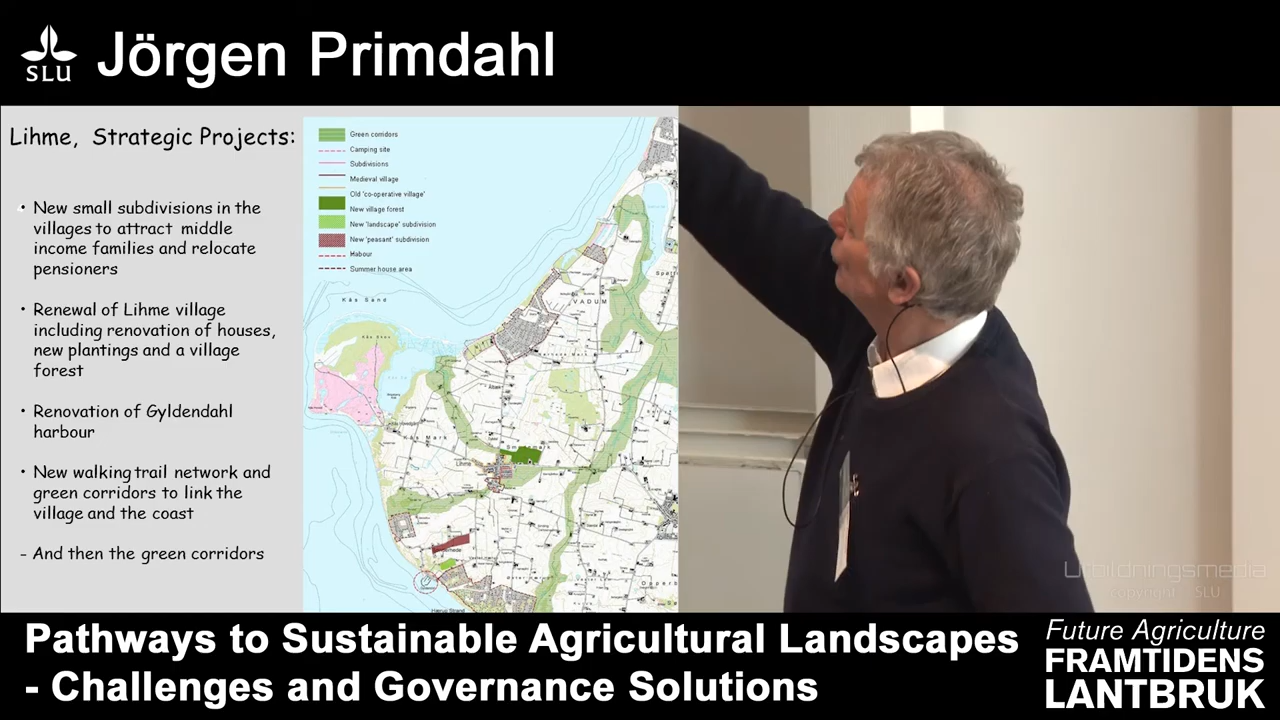 SLU
Jörgen Primdahl
Lihme, Strategic Projects:
• New small subdivisions in the
villages to attract middle
income families and relocate
pensioners
• Renewal of Lihme village
including renovation of houses,
new plantings and a village
forest
• Renovation of Gyldendahl
harbour
• New walking trail network and
green corridors to link the
village and the coast
- And then the green corridors
Green corridors
Camping site
Subdivisions
Medieval village
Old 'co-operative village'
New village forest
New 'landscape' subdivision
New 'peasant' subdivision
Habour
Summer house area
Kås Sand
VADUM
Kås Mark
Lihme
Utbildningsmedia
copyright SLU
Pathways to Sustainable Agricultural Landscapes
- Challenges and Governance Solutions
Future Agriculture
FRAMTIDENS
LANTBRUK